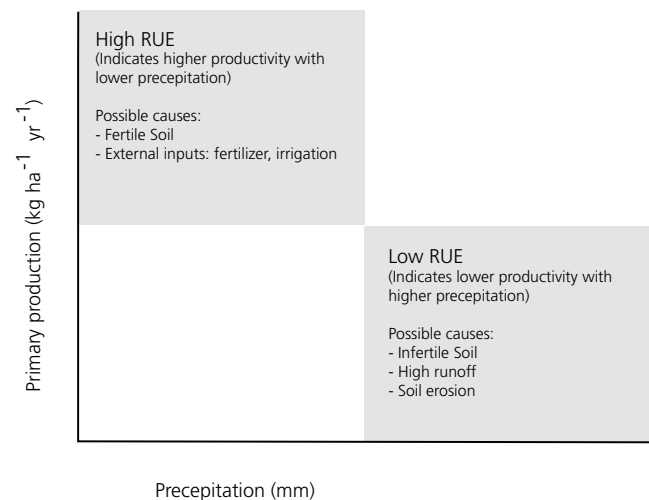 High RUE
(Indicates higher productivity with
lower precepitation)
Possible causes:
- Fertile Soil
- External inputs: fertilizer, irrigation
Low RUE
(Indicates lower productivity with
higher precepitation)
Possible causes:
- Infertile Soil
- High runoff
- Soil erosion
Primary production (kg ha⁻¹ yr⁻¹)
Precepitation (mm)